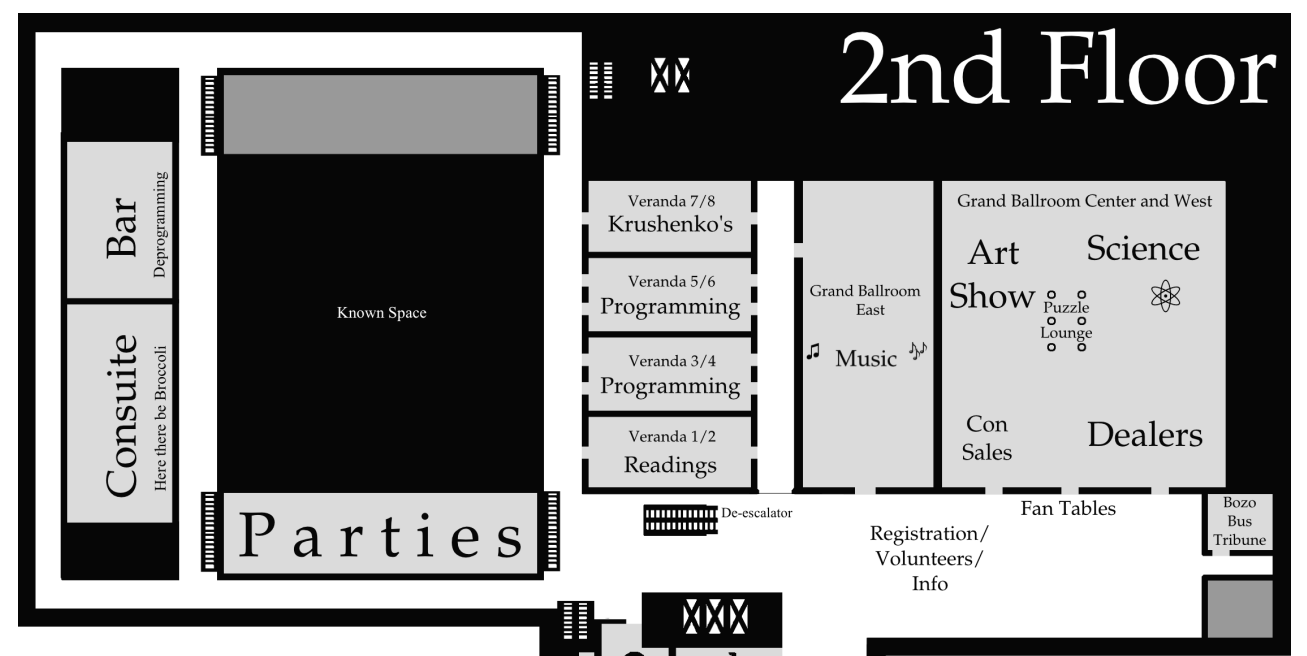 2nd Floor
Bar
Deprogramming
Consuite
Here there be Broccoli
Known Space
Parties
Veranda 7/8
Krushenko's
Veranda 5/6
Programming
Veranda 3/4
Programming
Veranda 1/2
Readings
De-escalator
Grand Ballroom
East
Music
Grand Ballroom Center and West
Art
Show
Science
Puzzle
Lounge
Con
Sales
Dealers
Fan Tables
Registration/
Volunteers/
Info
Bozo
Bus
Tribune